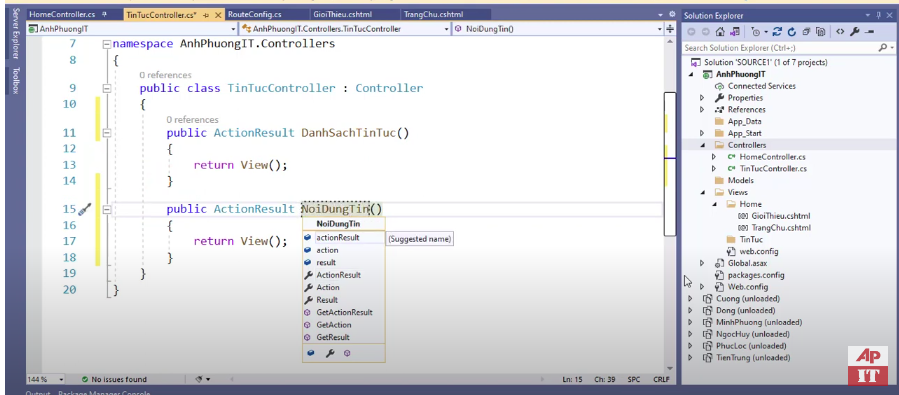 HomeController.cs
TinTucController.cs*
RouteConfig.cs
GioiThieu.cshtml
TrangChu.cshtml
AnhPhuongIT
AnhPhuongIT.Controllers.TinTucController
NoiDungTin()
Server Explorer
Toolbox
7 namespace AnhPhuongIT.Controllers
8 {
0 references
9 public class TinTucController : Controller
10 {
0 references
11 public ActionResult DanhSachTinTuc()
12 {
13 return View();
14 }
15 public ActionResult NoiDungTin()
16 {
17 return View();
18 }
19 }
20 }
NoiDungTin
actionResult (Suggested name)
action
result
ActionResult
Action
Result
GetActionResult
GetAction
GetResult
144 % No issues found Ln: 15 Ch: 39 SPC CRLF
Output Package Manager Console
Solution Explorer
Search Solution Explorer (Ctrl+;)
Solution 'SOURCE1' (1 of 7 projects)
AnhPhuongIT
Connected Services
Properties
References
App_Data
App_Start
Controllers
C# HomeController.cs
C# TinTucController.cs
Models
Views
Home
GioiThieu.cshtml
TrangChu.cshtml
TinTuc
web.config
Global.asax
packages.config
Web.config
Cuong (unloaded)
Dong (unloaded)
MinhPhuong (unloaded)
NgocHuy (unloaded)
PhucLoc (unloaded)
TienTrung (unloaded)
AP
IT